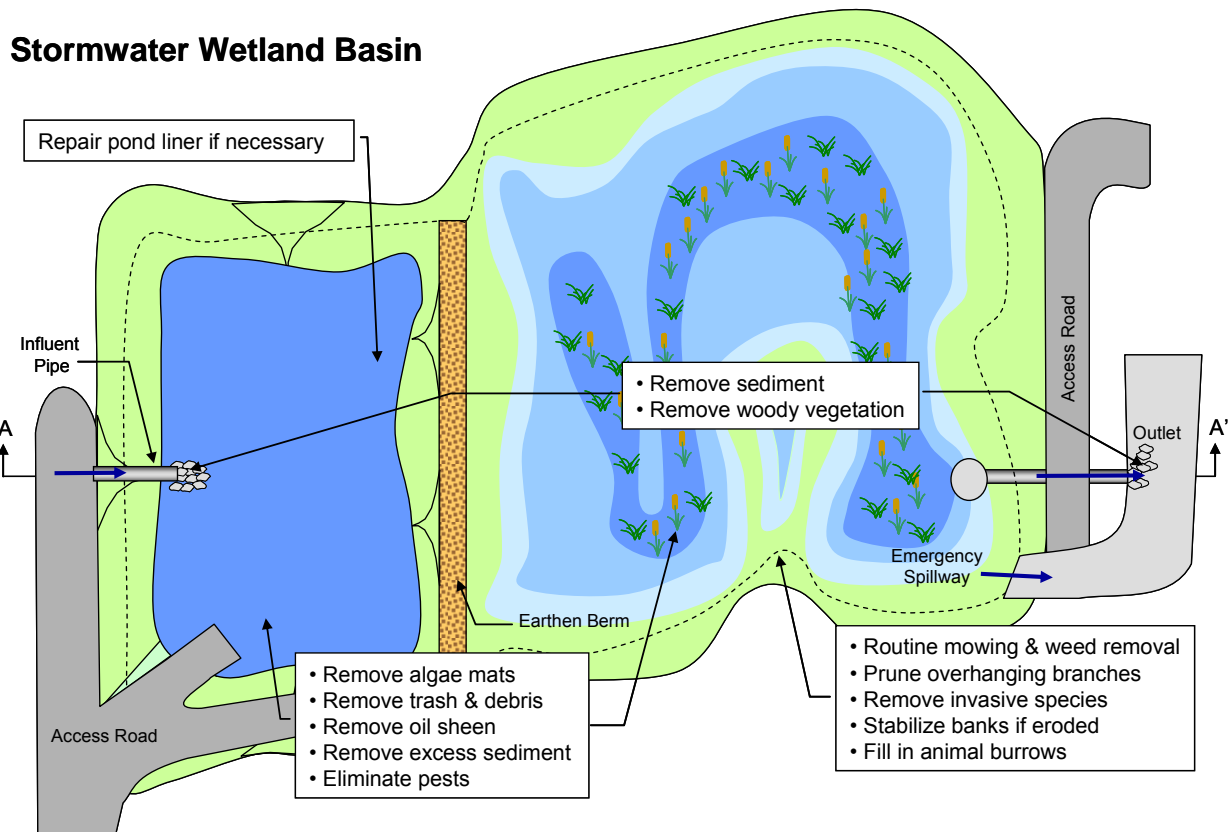 Stormwater Wetland Basin
Repair pond liner if necessary
Influent
Pipe
A
• Remove sediment
• Remove woody vegetation
Access Road
Outlet
A'
Emergency
Spillway
Earthen Berm
• Remove algae mats
• Remove trash & debris
• Remove oil sheen
• Remove excess sediment
• Eliminate pests
• Routine mowing & weed removal
• Prune overhanging branches
• Remove invasive species
• Stabilize banks if eroded
• Fill in animal burrows
Access Road